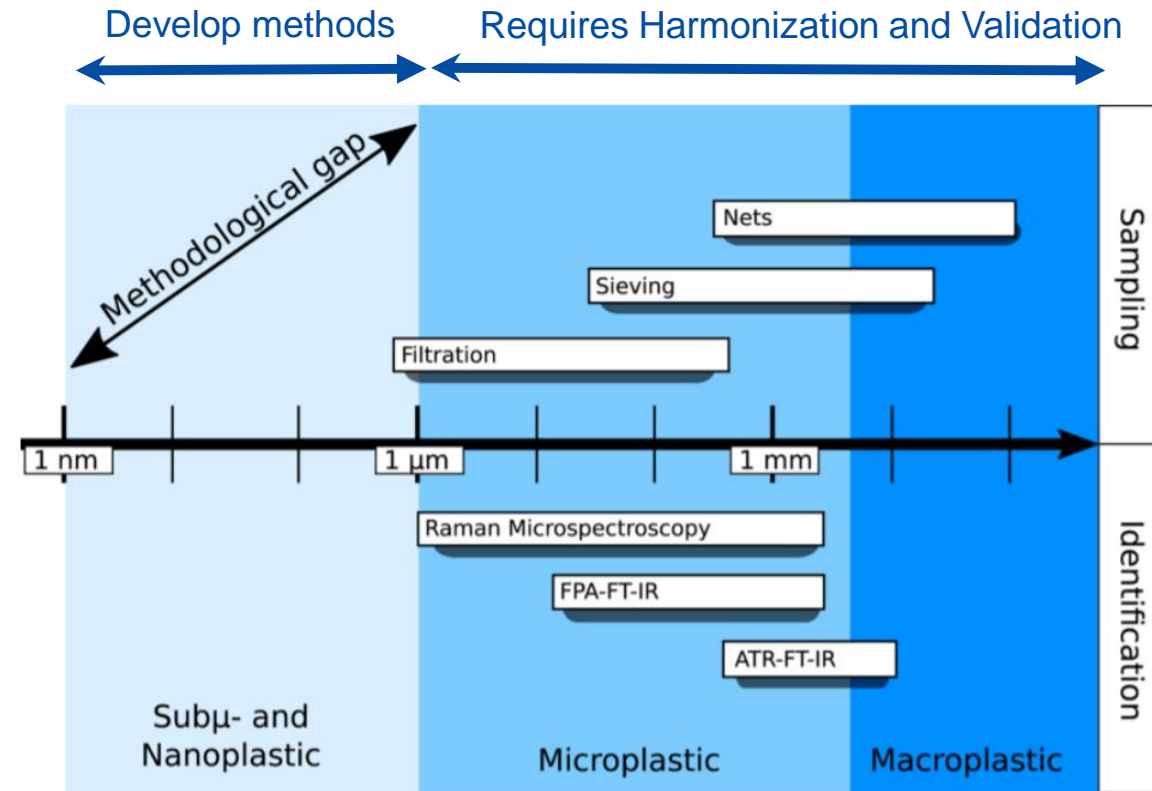 Develop methods
Requires Harmonization and Validation
Methodological gap
Nets
Sieving
Filtration
Sampling
1 nm
1 µm
1 mm
Raman Microspectroscopy
FPA-FT-IR
ATR-FT-IR
Identification
Subµ- and
Nanoplastic
Microplastic
Macroplastic